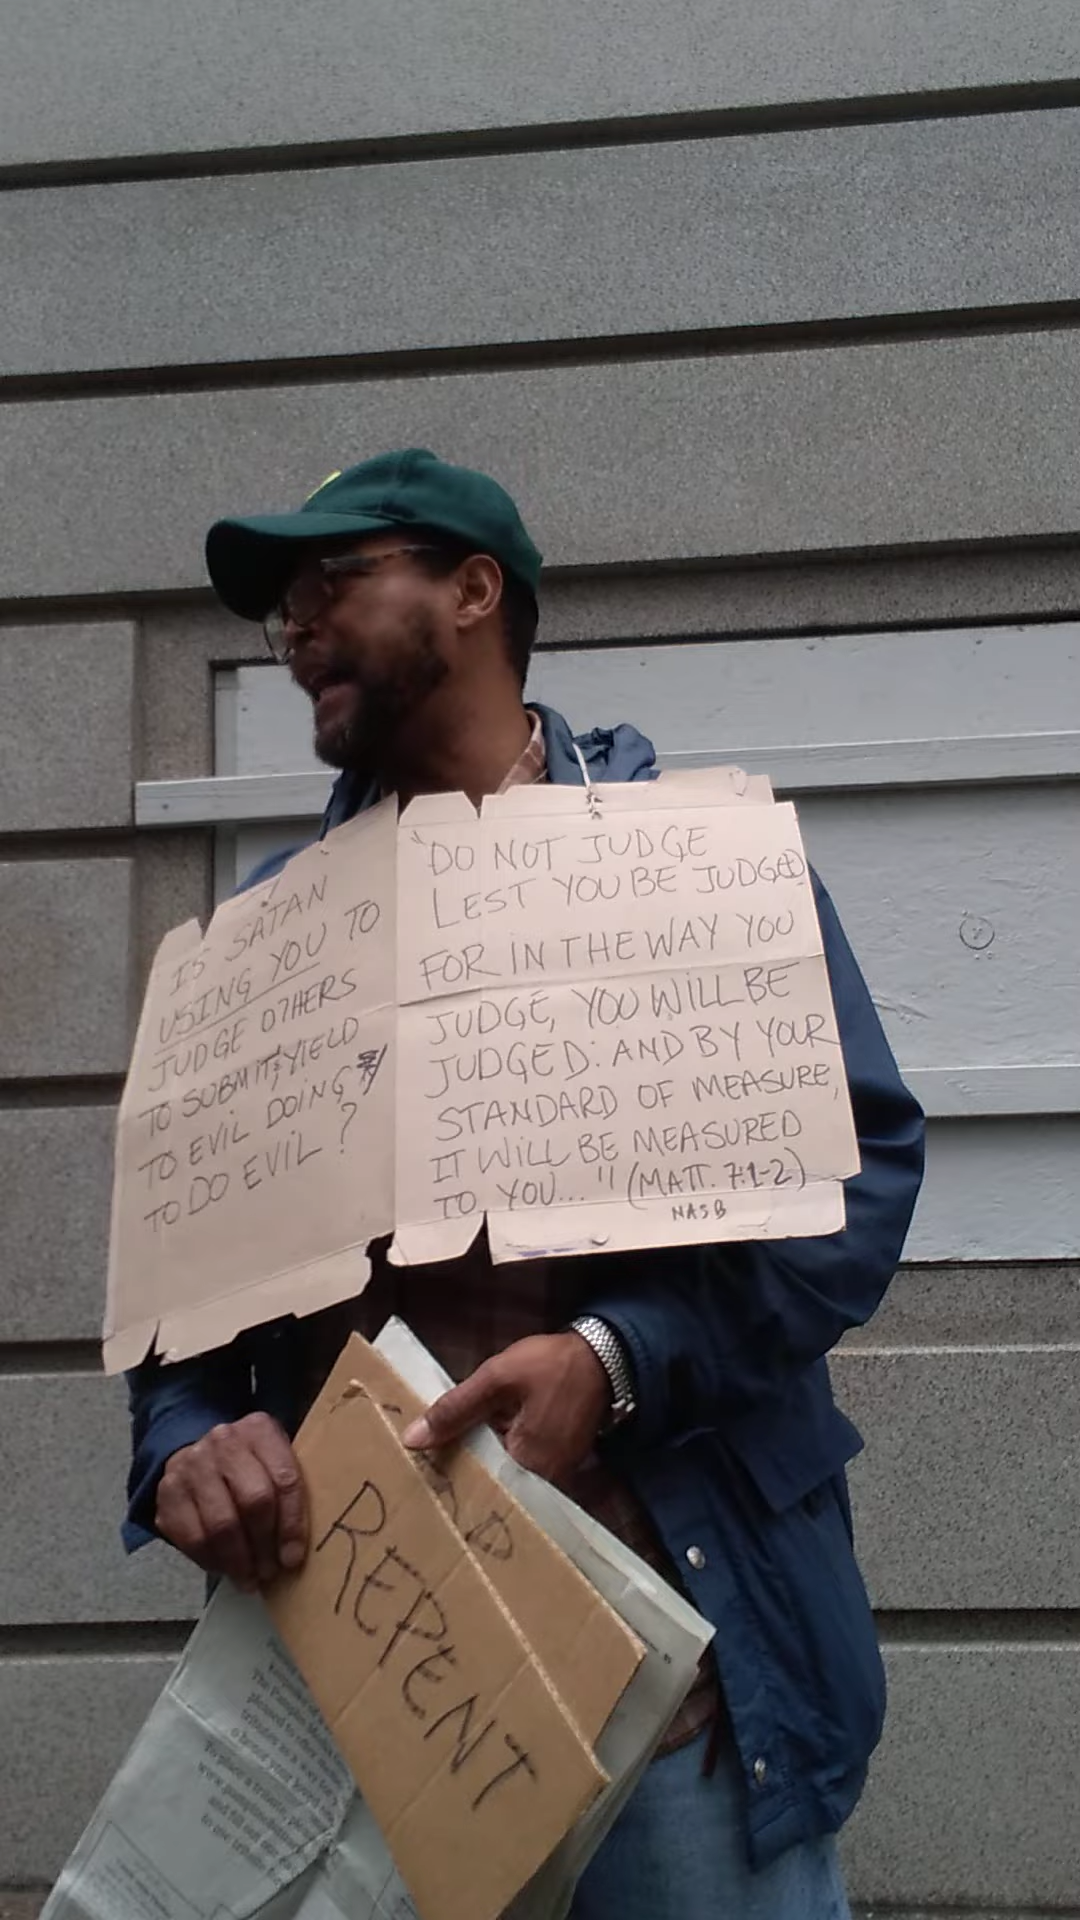 IS SATAN
USING YOU TO
JUDGE OTHERS
TO SUBMIT & YIELD
TO EVIL DOING
TO DO EVIL?
"DO NOT JUDGE
LEST YOU BE JUDGED
FOR IN THE WAY YOU
JUDGE, YOU WILL BE
JUDGED: AND BY YOUR
STANDARD OF MEASURE,
IT WILL BE MEASURED
TO YOU..." (MATT. 7:1-2)
NASB
REPENT